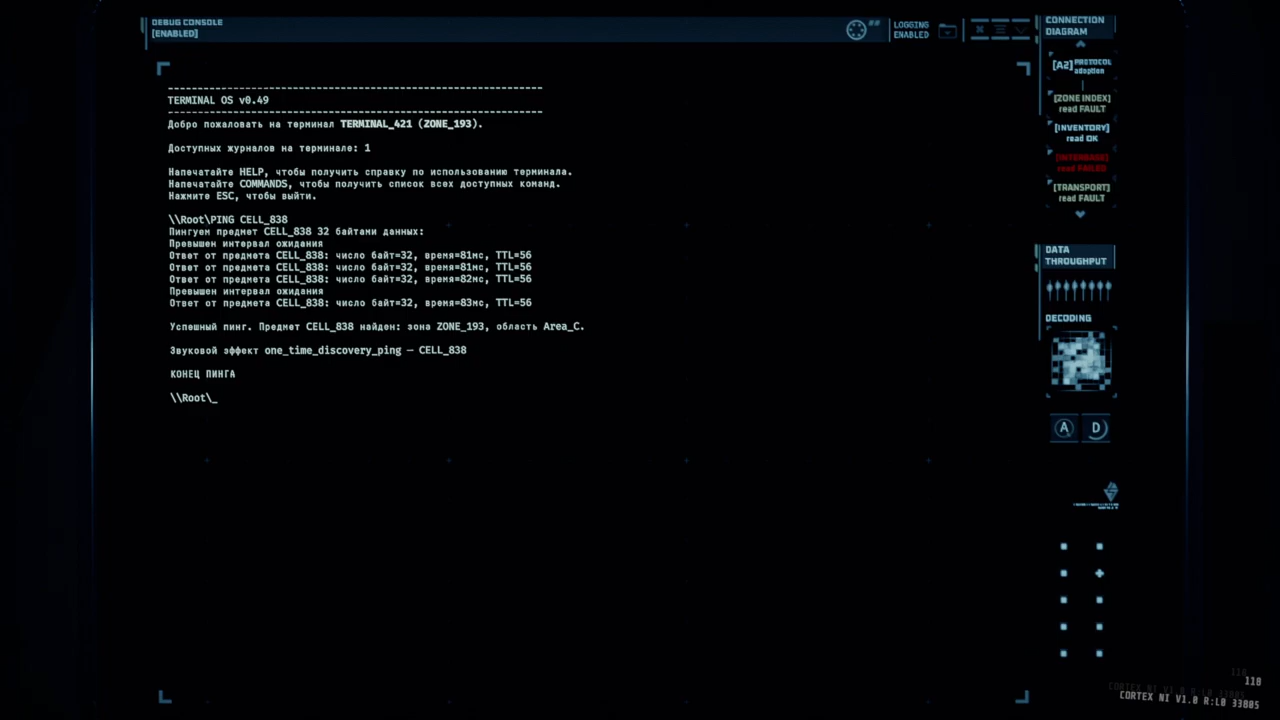 DEBUG CONSOLE
[ENABLED]
LOGGING
ENABLED
TERMINAL OS v0.49
Добро пожаловать на терминал TERMINAL_421 (ZONE_193).
Доступных журналов на терминале: 1
Напечатайте HELP, чтобы получить справку по использованию терминала.
Напечатайте COMMANDS, чтобы получить список всех доступных команд.
Нажмите ESC, чтобы выйти.
\\Root\PING CELL_838
Пингуем предмет CELL_838 32 байтами данных:
Превышен интервал ожидания
Ответ от предмета CELL_838: число байт=32, время=81мс, TTL=56
Ответ от предмета CELL_838: число байт=32, время=81мс, TTL=56
Ответ от предмета CELL_838: число байт=32, время=82мс, TTL=56
Превышен интервал ожидания
Ответ от предмета CELL_838: число байт=32, время=83мс, TTL=56
Успешный пинг. Предмет CELL_838 найден: зона ZONE_193, область Area_C.
Звуковой эффект one_time_discovery_ping — CELL_838
КОНЕЦ ПИНГА
\\Root\_
CONNECTION
DIAGRAM
[A2] PROTOCOL
adaption
[ZONE INDEX]
read FAULT
[INVENTORY]
read OK
[INTERBASE]
read FAILED
[TRANSPORT]
read FAULT
DATA
THROUGHPUT
DECODING
A D
110
CORTEX NI V1.0 R:L0 33805